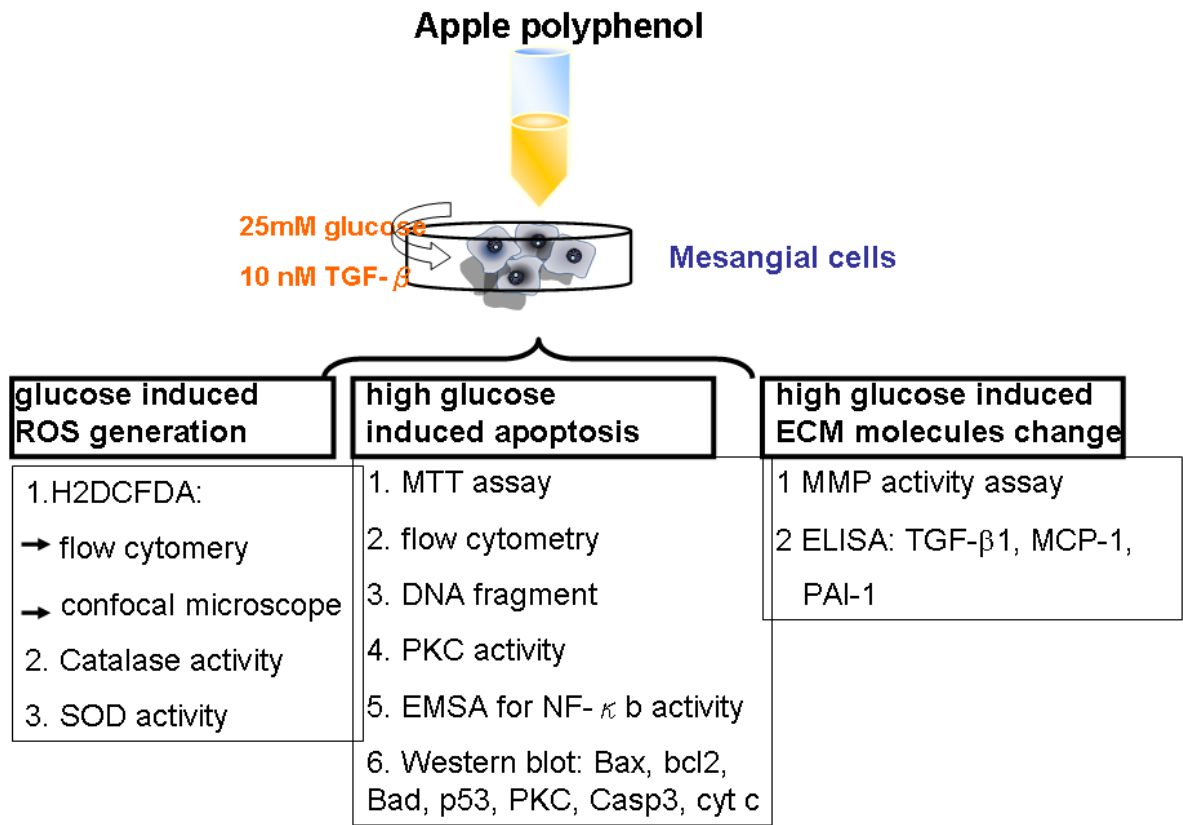 Apple polyphenol
25mM glucose
10 nM TGF- β
Mesangial cells
glucose induced
ROS generation
1.H2DCFDA:
→ flow cytomery
→ confocal microscope
2. Catalase activity
3. SOD activity
high glucose
induced apoptosis
1. MTT assay
2. flow cytometry
3. DNA fragment
4. PKC activity
5. EMSA for NF- κ b activity
6. Western blot: Bax, bcl2,
Bad, p53, PKC, Casp3, cyt c
high glucose induced
ECM molecules change
1 MMP activity assay
2 ELISA: TGF-β1, MCP-1,
PAI-1